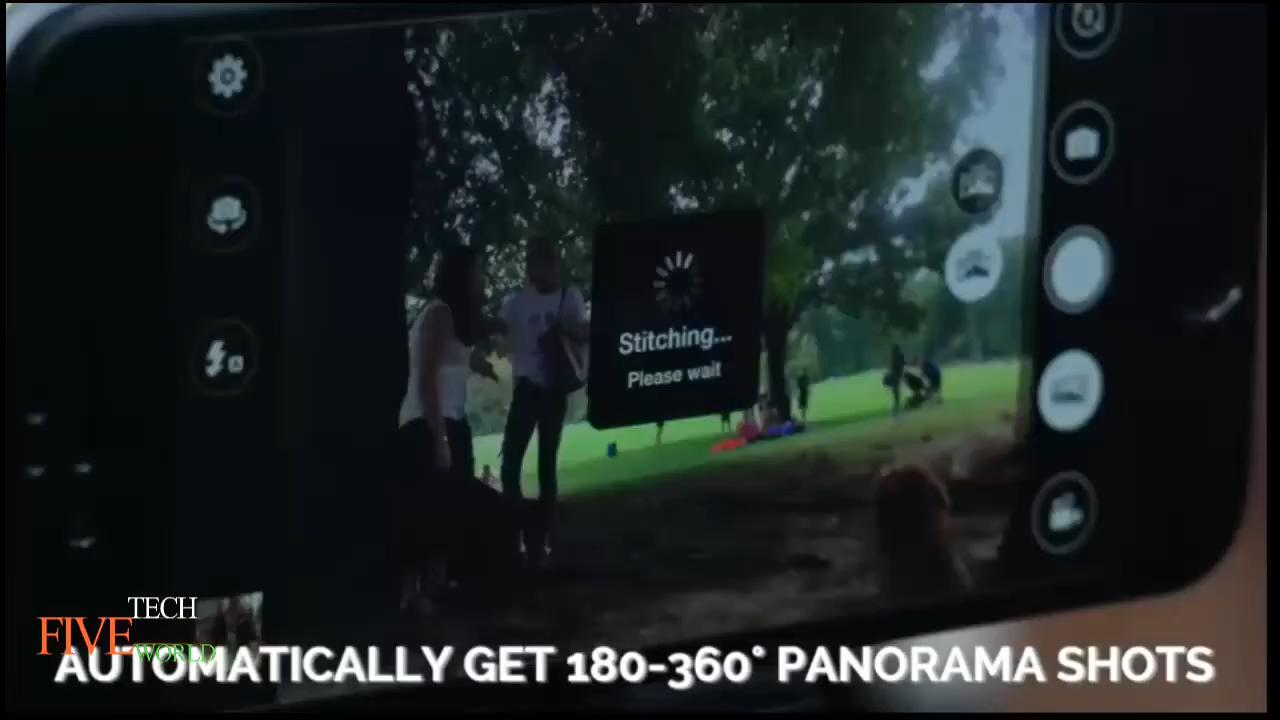 Stitching...
Please wait
TECH
FIVE
WORLD
AUTOMATICALLY GET 180-360° PANORAMA SHOTS